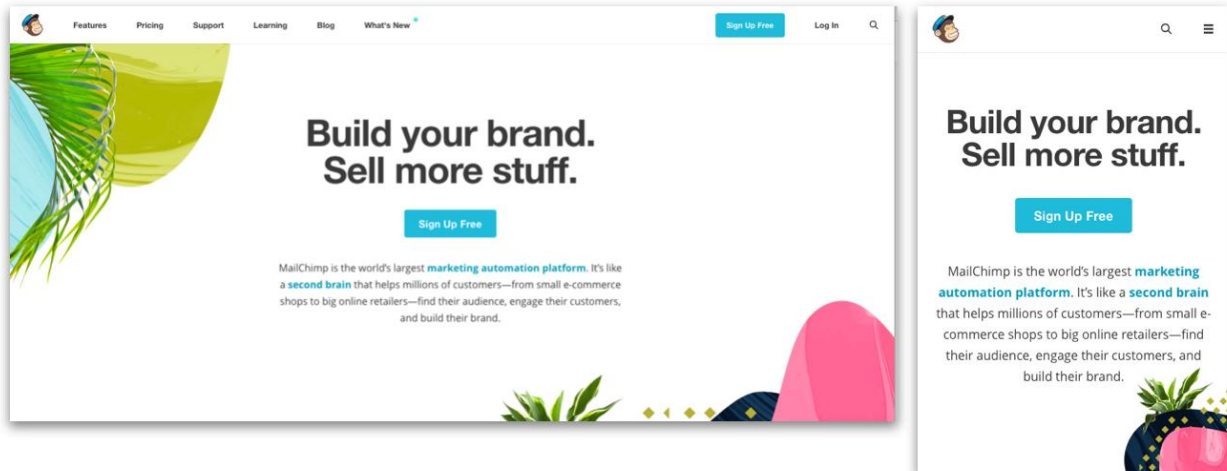 Features Pricing Support Learning Blog What's New Sign Up Free Log In
Build your brand.
Sell more stuff.
Sign Up Free
MailChimp is the world's largest marketing automation platform. It's like
a second brain that helps millions of customers—from small e-commerce
shops to big online retailers—find their audience, engage their customers,
and build their brand.
Build your brand.
Sell more stuff.
Sign Up Free
MailChimp is the world's largest marketing
automation platform. It's like a second brain
that helps millions of customers—from small e-
commerce shops to big online retailers—find
their audience, engage their customers, and
build their brand.